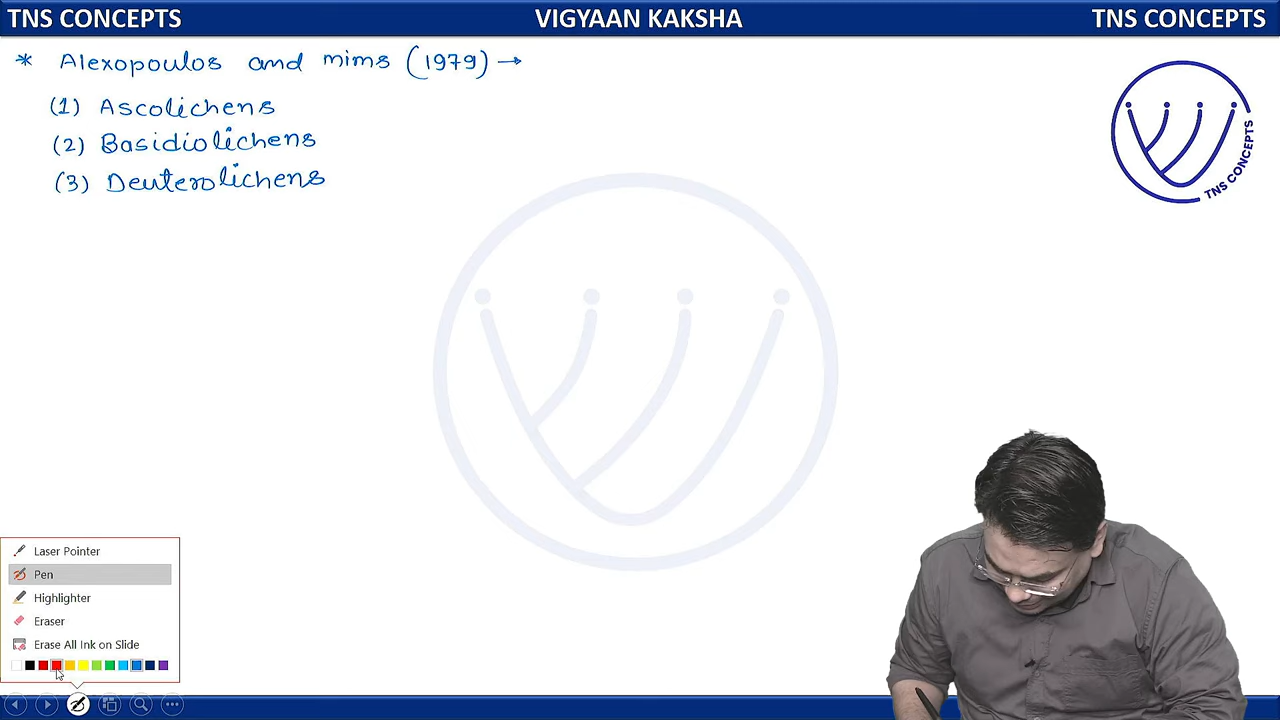 TNS CONCEPTS VIGYAAN KAKSHA TNS CONCEPTS
* Alexopoulos and mims (1979) →
(1) Ascolichens
(2) Basidiolichens
(3) Deuterolichens
TNS CONCEPTS
Laser Pointer
Pen
Highlighter
Eraser
Erase All Ink on Slide